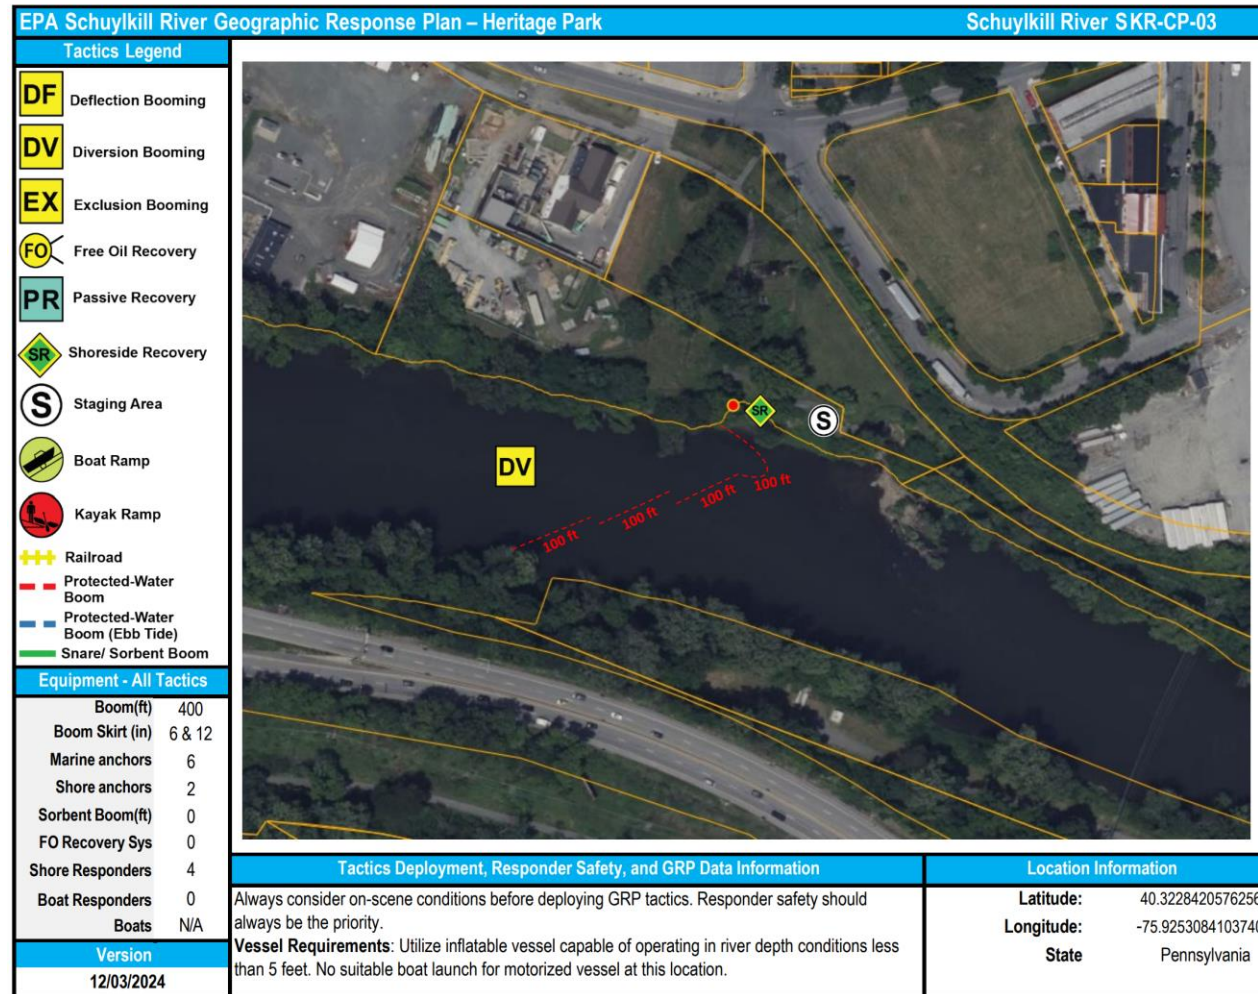 EPA Schuylkill River Geographic Response Plan – Heritage Park
Schuylkill River SKR-CP-03
Tactics Legend
DF Deflection Booming
DV Diversion Booming
EX Exclusion Booming
FO Free Oil Recovery
PR Passive Recovery
SR Shoreside Recovery
S Staging Area
Boat Ramp
Kayak Ramp
Railroad
Protected-Water
Boom
Protected-Water
Boom (Ebb Tide)
Snare/ Sorbent Boom
Equipment - All Tactics
Boom(ft) 400
Boom Skirt (in) 6 & 12
Marine anchors 6
Shore anchors 2
Sorbent Boom(ft) 0
FO Recovery Sys 0
Shore Responders 4
Boat Responders 0
Boats N/A
Version
12/03/2024
SR
S
DV
100 ft
100 ft
100 ft
100 ft
Tactics Deployment, Responder Safety, and GRP Data Information
Always consider on-scene conditions before deploying GRP tactics. Responder safety should
always be the priority.
Vessel Requirements: Utilize inflatable vessel capable of operating in river depth conditions less
than 5 feet. No suitable boat launch for motorized vessel at this location.
Location Information
Latitude: 40.3228420576256
Longitude: -75.9253084103740
State Pennsylvania